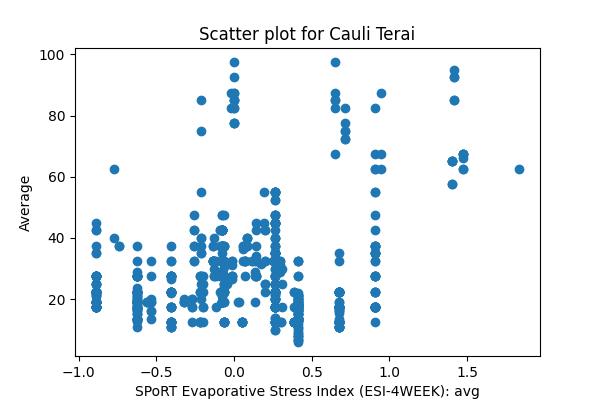 Scatter plot for Cauli Terai
100
80
60
40
20
Average
−1.0 −0.5 0.0 0.5 1.0 1.5
SPoRT Evaporative Stress Index (ESI-4WEEK): avg